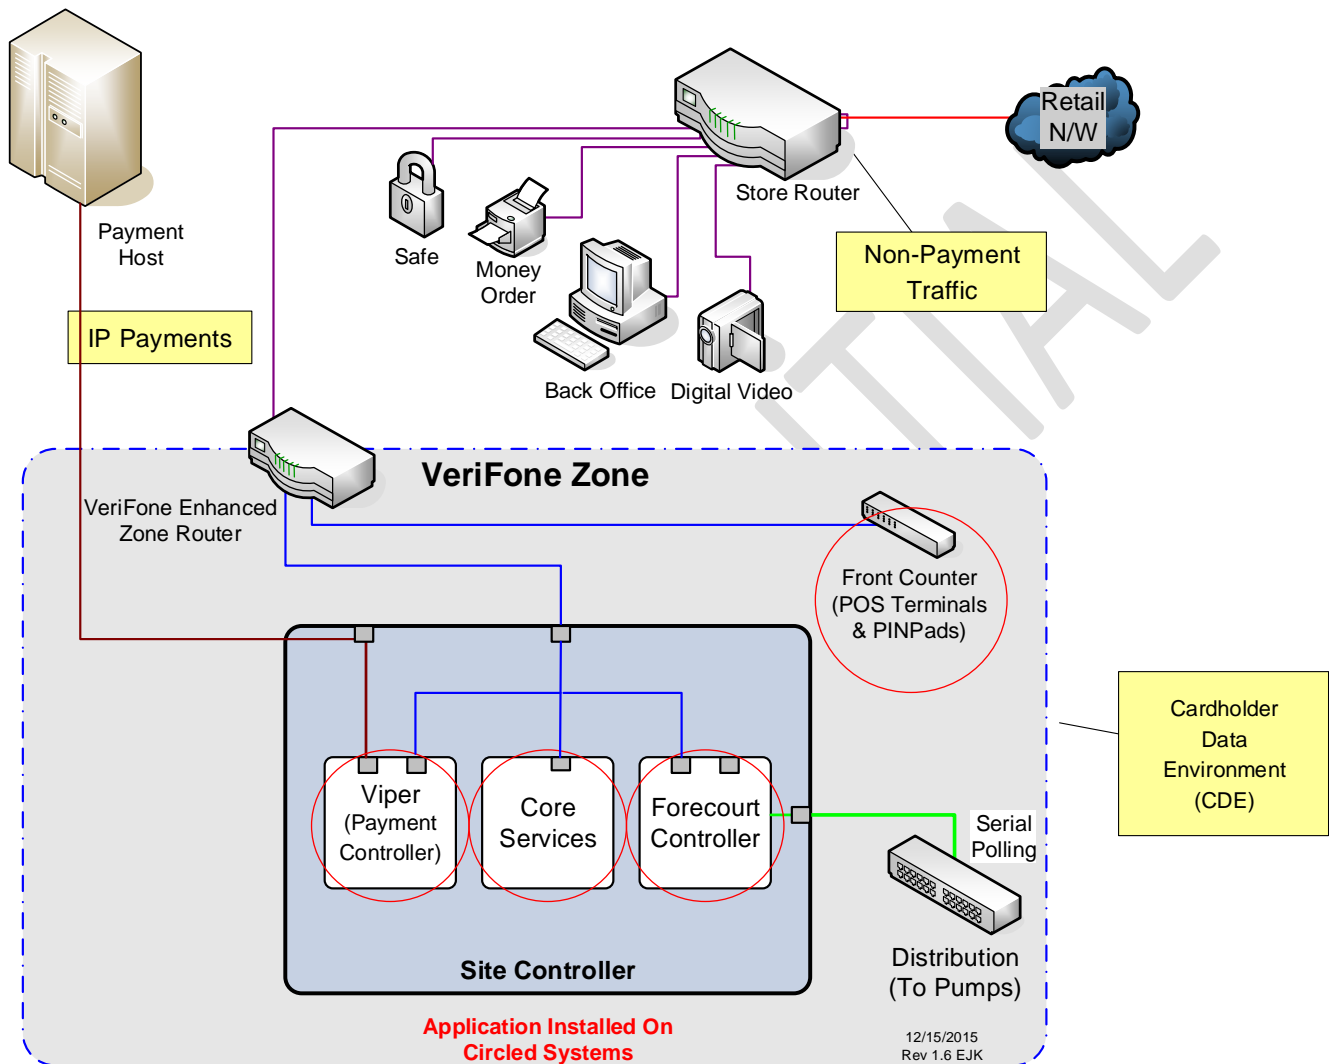 Retail
N/W
Store Router
Payment
Host
Safe
Money
Order
Non-Payment
Traffic
IP Payments
Back Office
Digital Video
VeriFone Zone
VeriFone Enhanced
Zone Router
Front Counter
(POS Terminals
& PINPads)
Cardholder
Data
Environment
(CDE)
Viper
(Payment
Controller)
Core
Services
Forecourt
Controller
Serial
Polling
Site Controller
Distribution
(To Pumps)
Application Installed On
Circled Systems
12/15/2015
Rev 1.6 EJK
TIAL